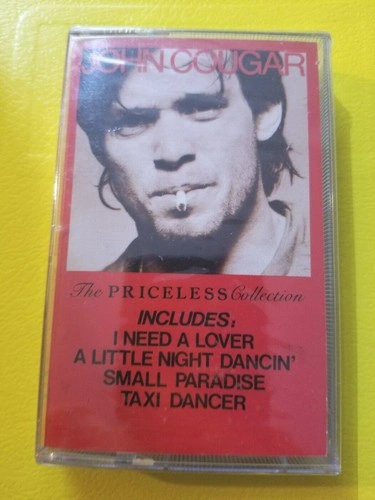 JOHN COUGAR
The PRICELESS Collection
INCLUDES:
I NEED A LOVER
A LITTLE NIGHT DANCIN'
SMALL PARADISE
TAXI DANCER